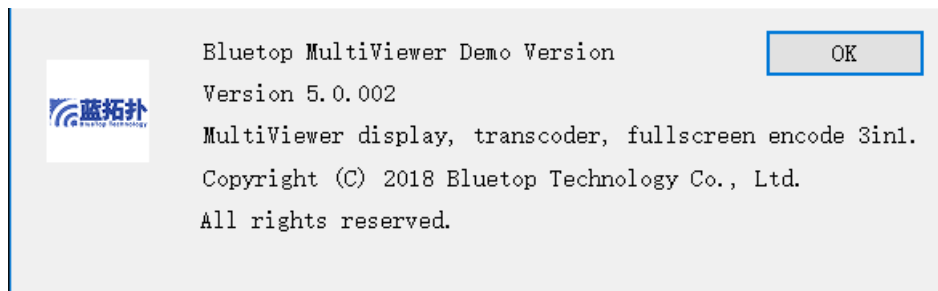 Bluetop MultiViewer Demo Version
OK
Version 5.0.002
蓝拓扑
Bluetop Technology
MultiViewer display, transcoder, fullscreen encode 3in1.
Copyright (C) 2018 Bluetop Technology Co., Ltd.
All rights reserved.